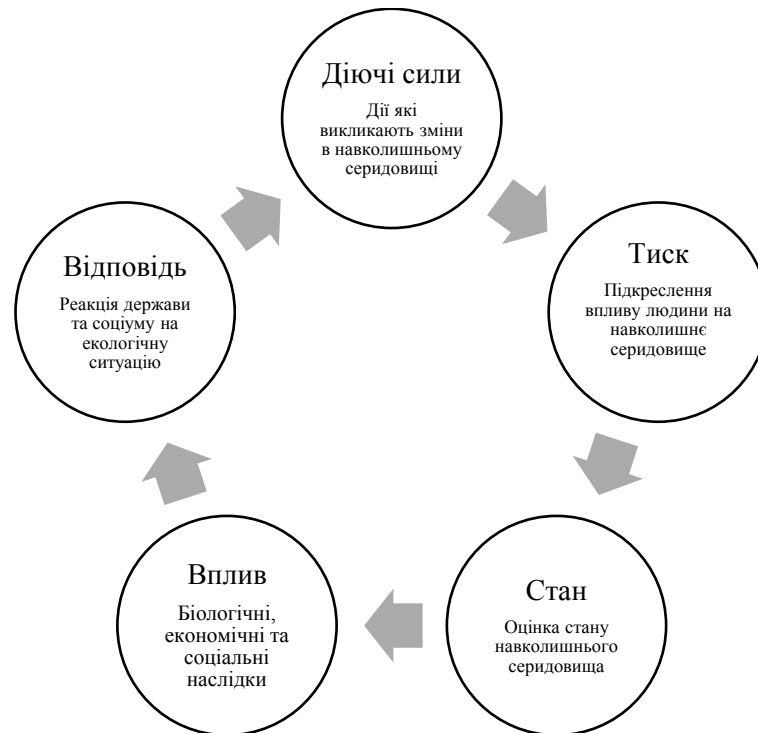 Діючі сили
Дії які
викликають зміни
в навколишньому
серидовищі
Тиск
Підкреслення
впливу людини на
навколишнє
серидовище
Стан
Оцінка стану
навколишнього
серидовища
Вплив
Біологічні,
економічні та
соціальні
наслідки
Відповідь
Реакція держави
та соціуму на
екологічну
ситуацію